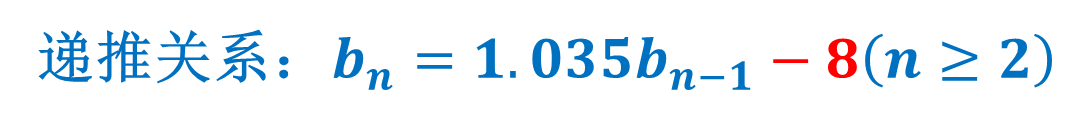 递推关系：bₙ = 1.035bₙ₋₁ − 8(n ≥ 2)